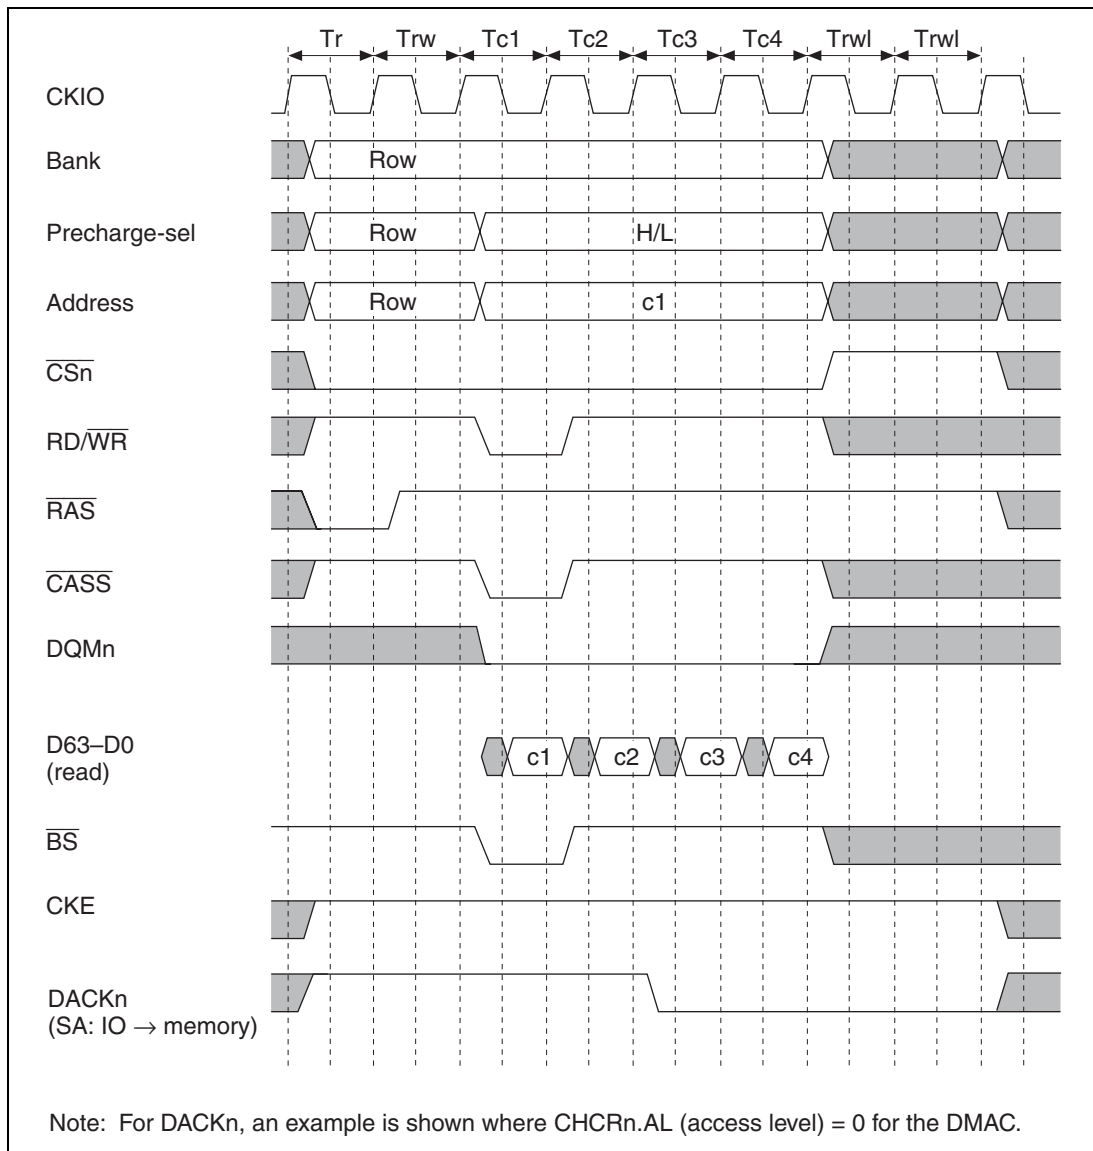 Tr Trw Tc1 Tc2 Tc3 Tc4 Trwl Trwl
CKIO
Bank Row
Precharge-sel Row H/L
Address Row c1
CSn
RD/WR
RAS
CASS
DQMn
D63–D0
(read)
c1 c2 c3 c4
BS
CKE
DACKn
(SA: IO → memory)
Note: For DACKn, an example is shown where CHCRn.AL (access level) = 0 for the DMAC.